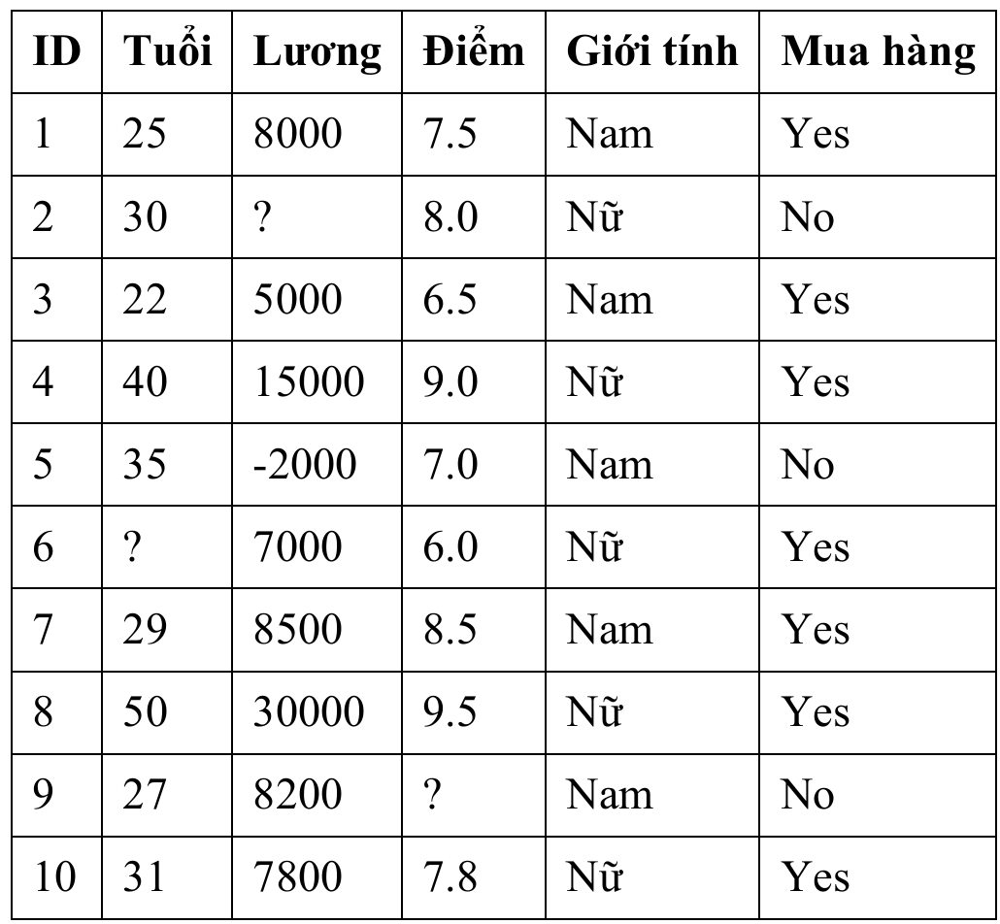 ID Tuổi Lương Điểm Giới tính Mua hàng
1 25 8000 7.5 Nam Yes
2 30 ? 8.0 Nữ No
3 22 5000 6.5 Nam Yes
4 40 15000 9.0 Nữ Yes
5 35 -2000 7.0 Nam No
6 ? 7000 6.0 Nữ Yes
7 29 8500 8.5 Nam Yes
8 50 30000 9.5 Nữ Yes
9 27 8200 ? Nam No
10 31 7800 7.8 Nữ Yes